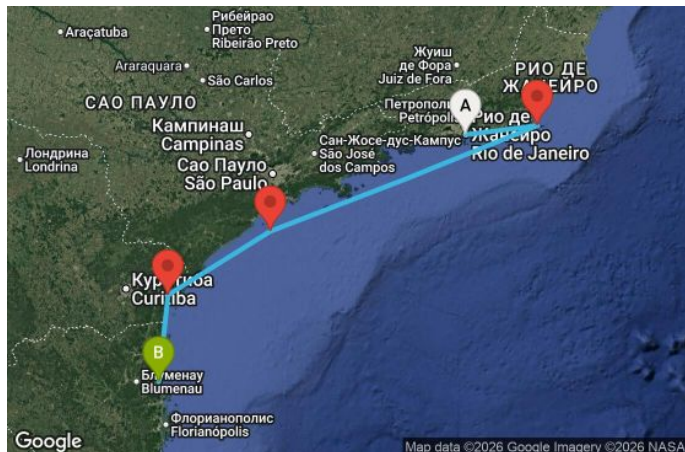 Рибейрао
Прето
Ribeirão Preto
Araçatuba
Araraquara
São Carlos
САО ПАУЛО
Кампинаш
Campinas
Лондрина
Londrina
Сао Пауло
São Paulo
Сан-Жосе-дус-Кампус
São José
dos Campos
Жуиш
де Фора
Juiz de Fora
РИО ДЕ
ЖАНЕЙРО
Петрополис
Petrópolis
A
Рио де
Жанейро
Rio de Janeiro
Куритиба
Curitiba
B
Блуменау
Blumenau
Флорианополис
Florianópolis
Google
Map data ©2026 Google Imagery ©2026 NASA